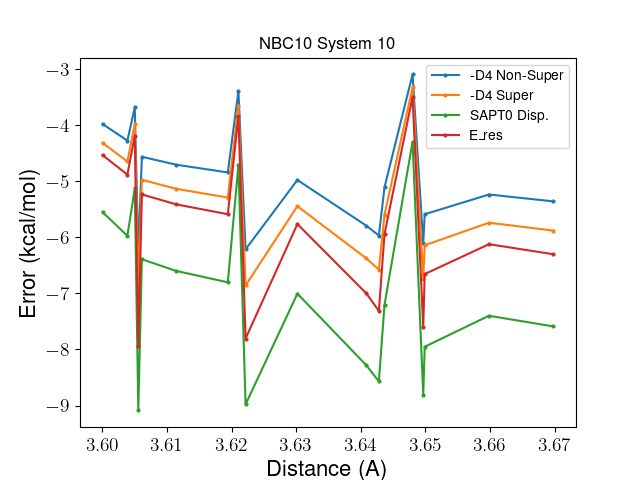 NBC10 System 10
-D4 Non-Super
-D4 Super
SAPT0 Disp.
E_res
Error (kcal/mol)
−3
−4
−5
−6
−7
−8
−9
3.60 3.61 3.62 3.63 3.64 3.65 3.66 3.67
Distance (A)